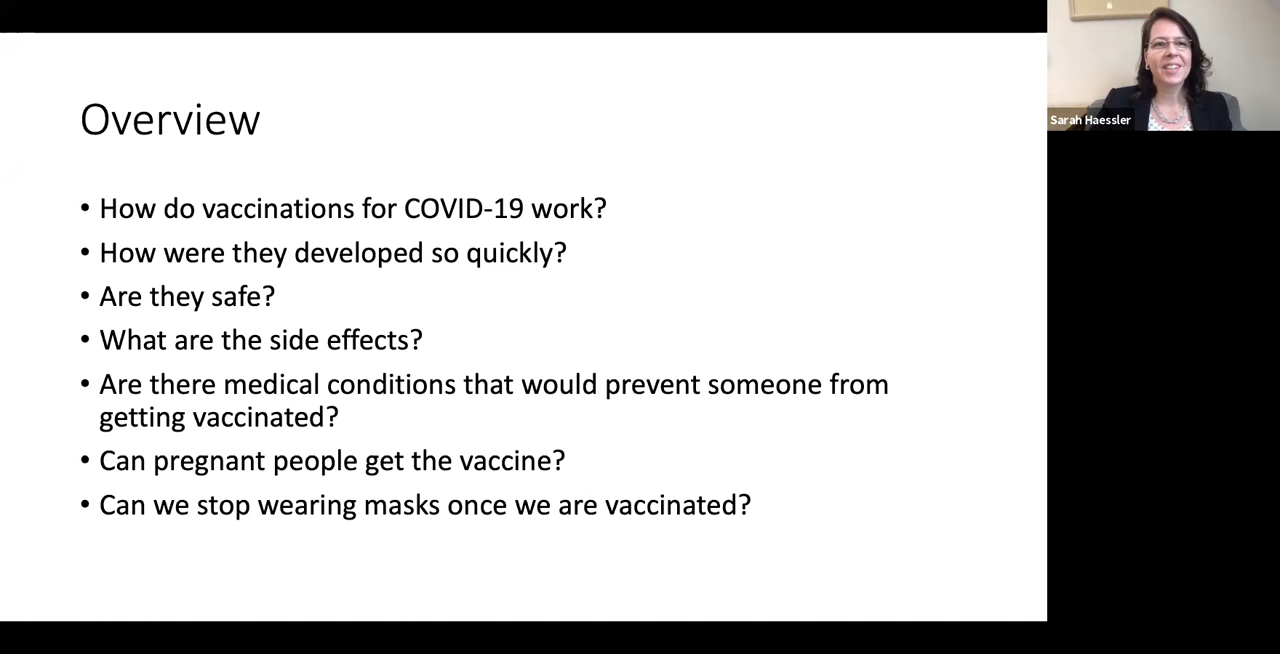 Overview
• How do vaccinations for COVID-19 work?
• How were they developed so quickly?
• Are they safe?
• What are the side effects?
• Are there medical conditions that would prevent someone from
getting vaccinated?
• Can pregnant people get the vaccine?
• Can we stop wearing masks once we are vaccinated?
Sarah Haessler